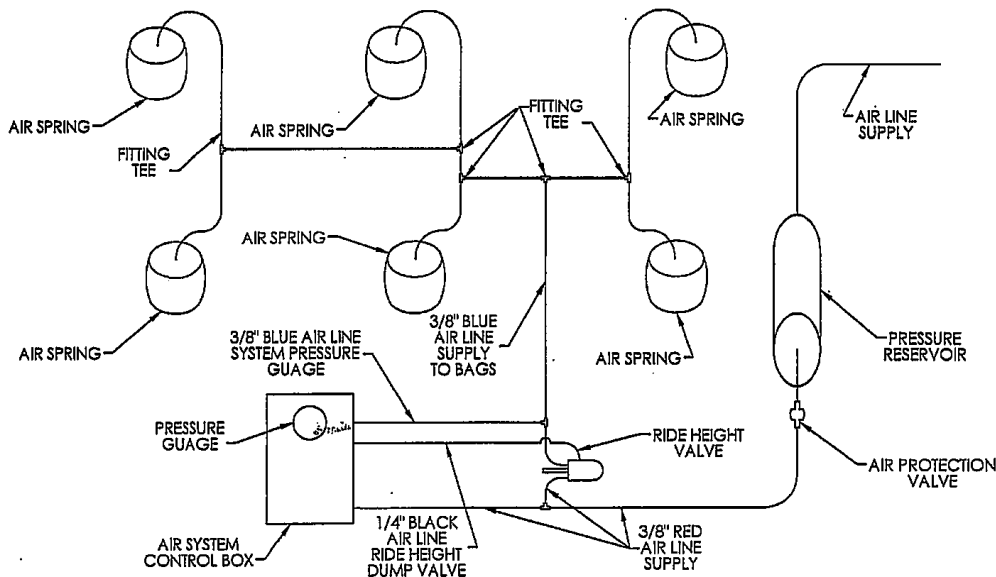 AIR SPRING
FITTING
TEE
AIR SPRING
FITTING
TEE
AIR SPRING
AIR LINE
SUPPLY
AIR SPRING
AIR SPRING
3/8" BLUE AIR LINE
SYSTEM PRESSURE
GUAGE
3/8" BLUE
AIR LINE
SUPPLY
TO BAGS
AIR SPRING
PRESSURE
RESERVOIR
PRESSURE
GUAGE
RIDE HEIGHT
VALVE
AIR PROTECTION
VALVE
AIR SYSTEM
CONTROL BOX
1/4" BLACK
AIR LINE
RIDE HEIGHT
DUMP VALVE
3/8" RED
AIR LINE
SUPPLY